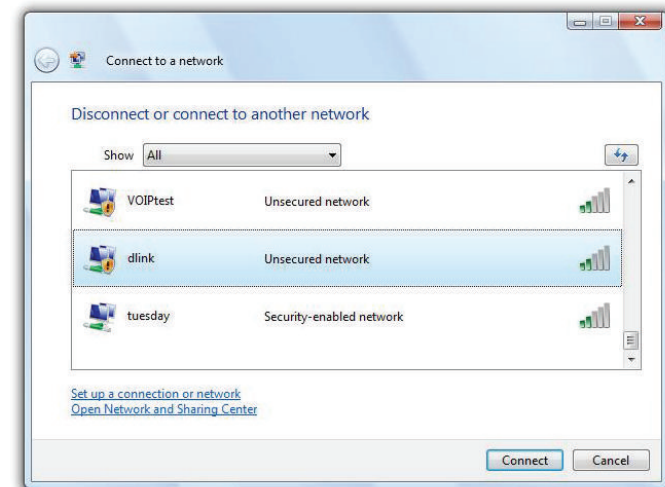 Connect to a network
Disconnect or connect to another network
Show All
VOIPtest Unsecured network
dlink Unsecured network
tuesday Security-enabled network
Set up a connection or network
Open Network and Sharing Center
Connect Cancel